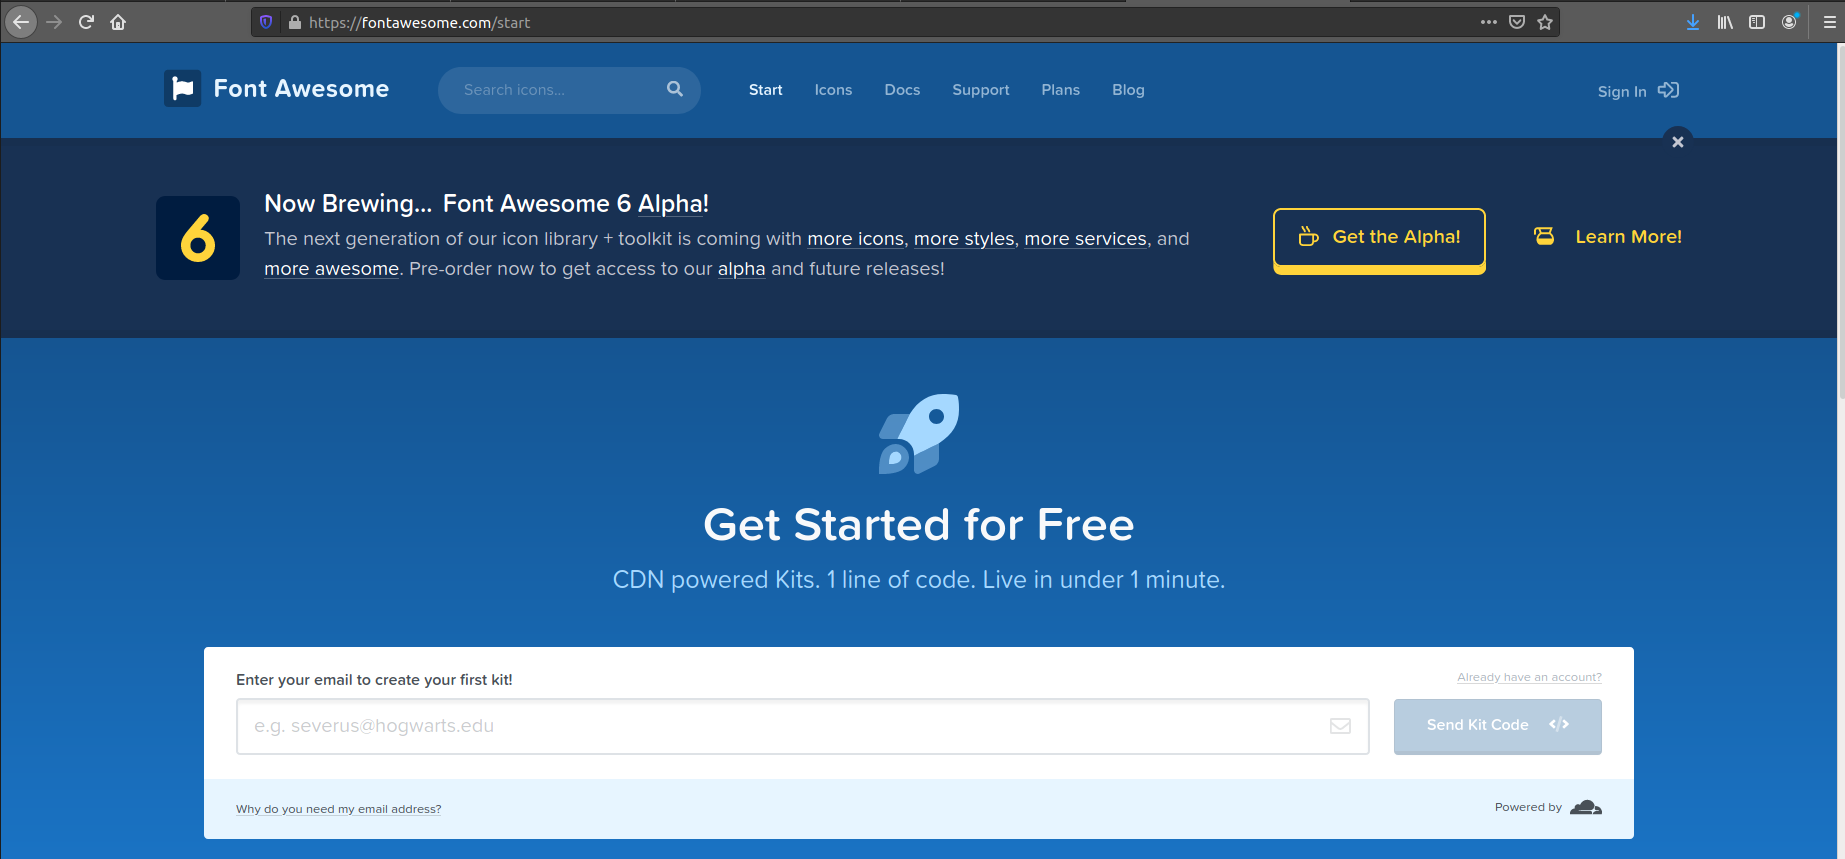 https://fontawesome.com/start
Font Awesome
Search icons...
Start
Icons
Docs
Support
Plans
Blog
Sign In
6
Now Brewing... Font Awesome 6 Alpha!
The next generation of our icon library + toolkit is coming with more icons, more styles, more services, and
more awesome. Pre-order now to get access to our alpha and future releases!
Get the Alpha!
Learn More!
Get Started for Free
CDN powered Kits. 1 line of code. Live in under 1 minute.
Enter your email to create your first kit!
Already have an account?
e.g. severus@hogwarts.edu
Send Kit Code
Why do you need my email address?
Powered by